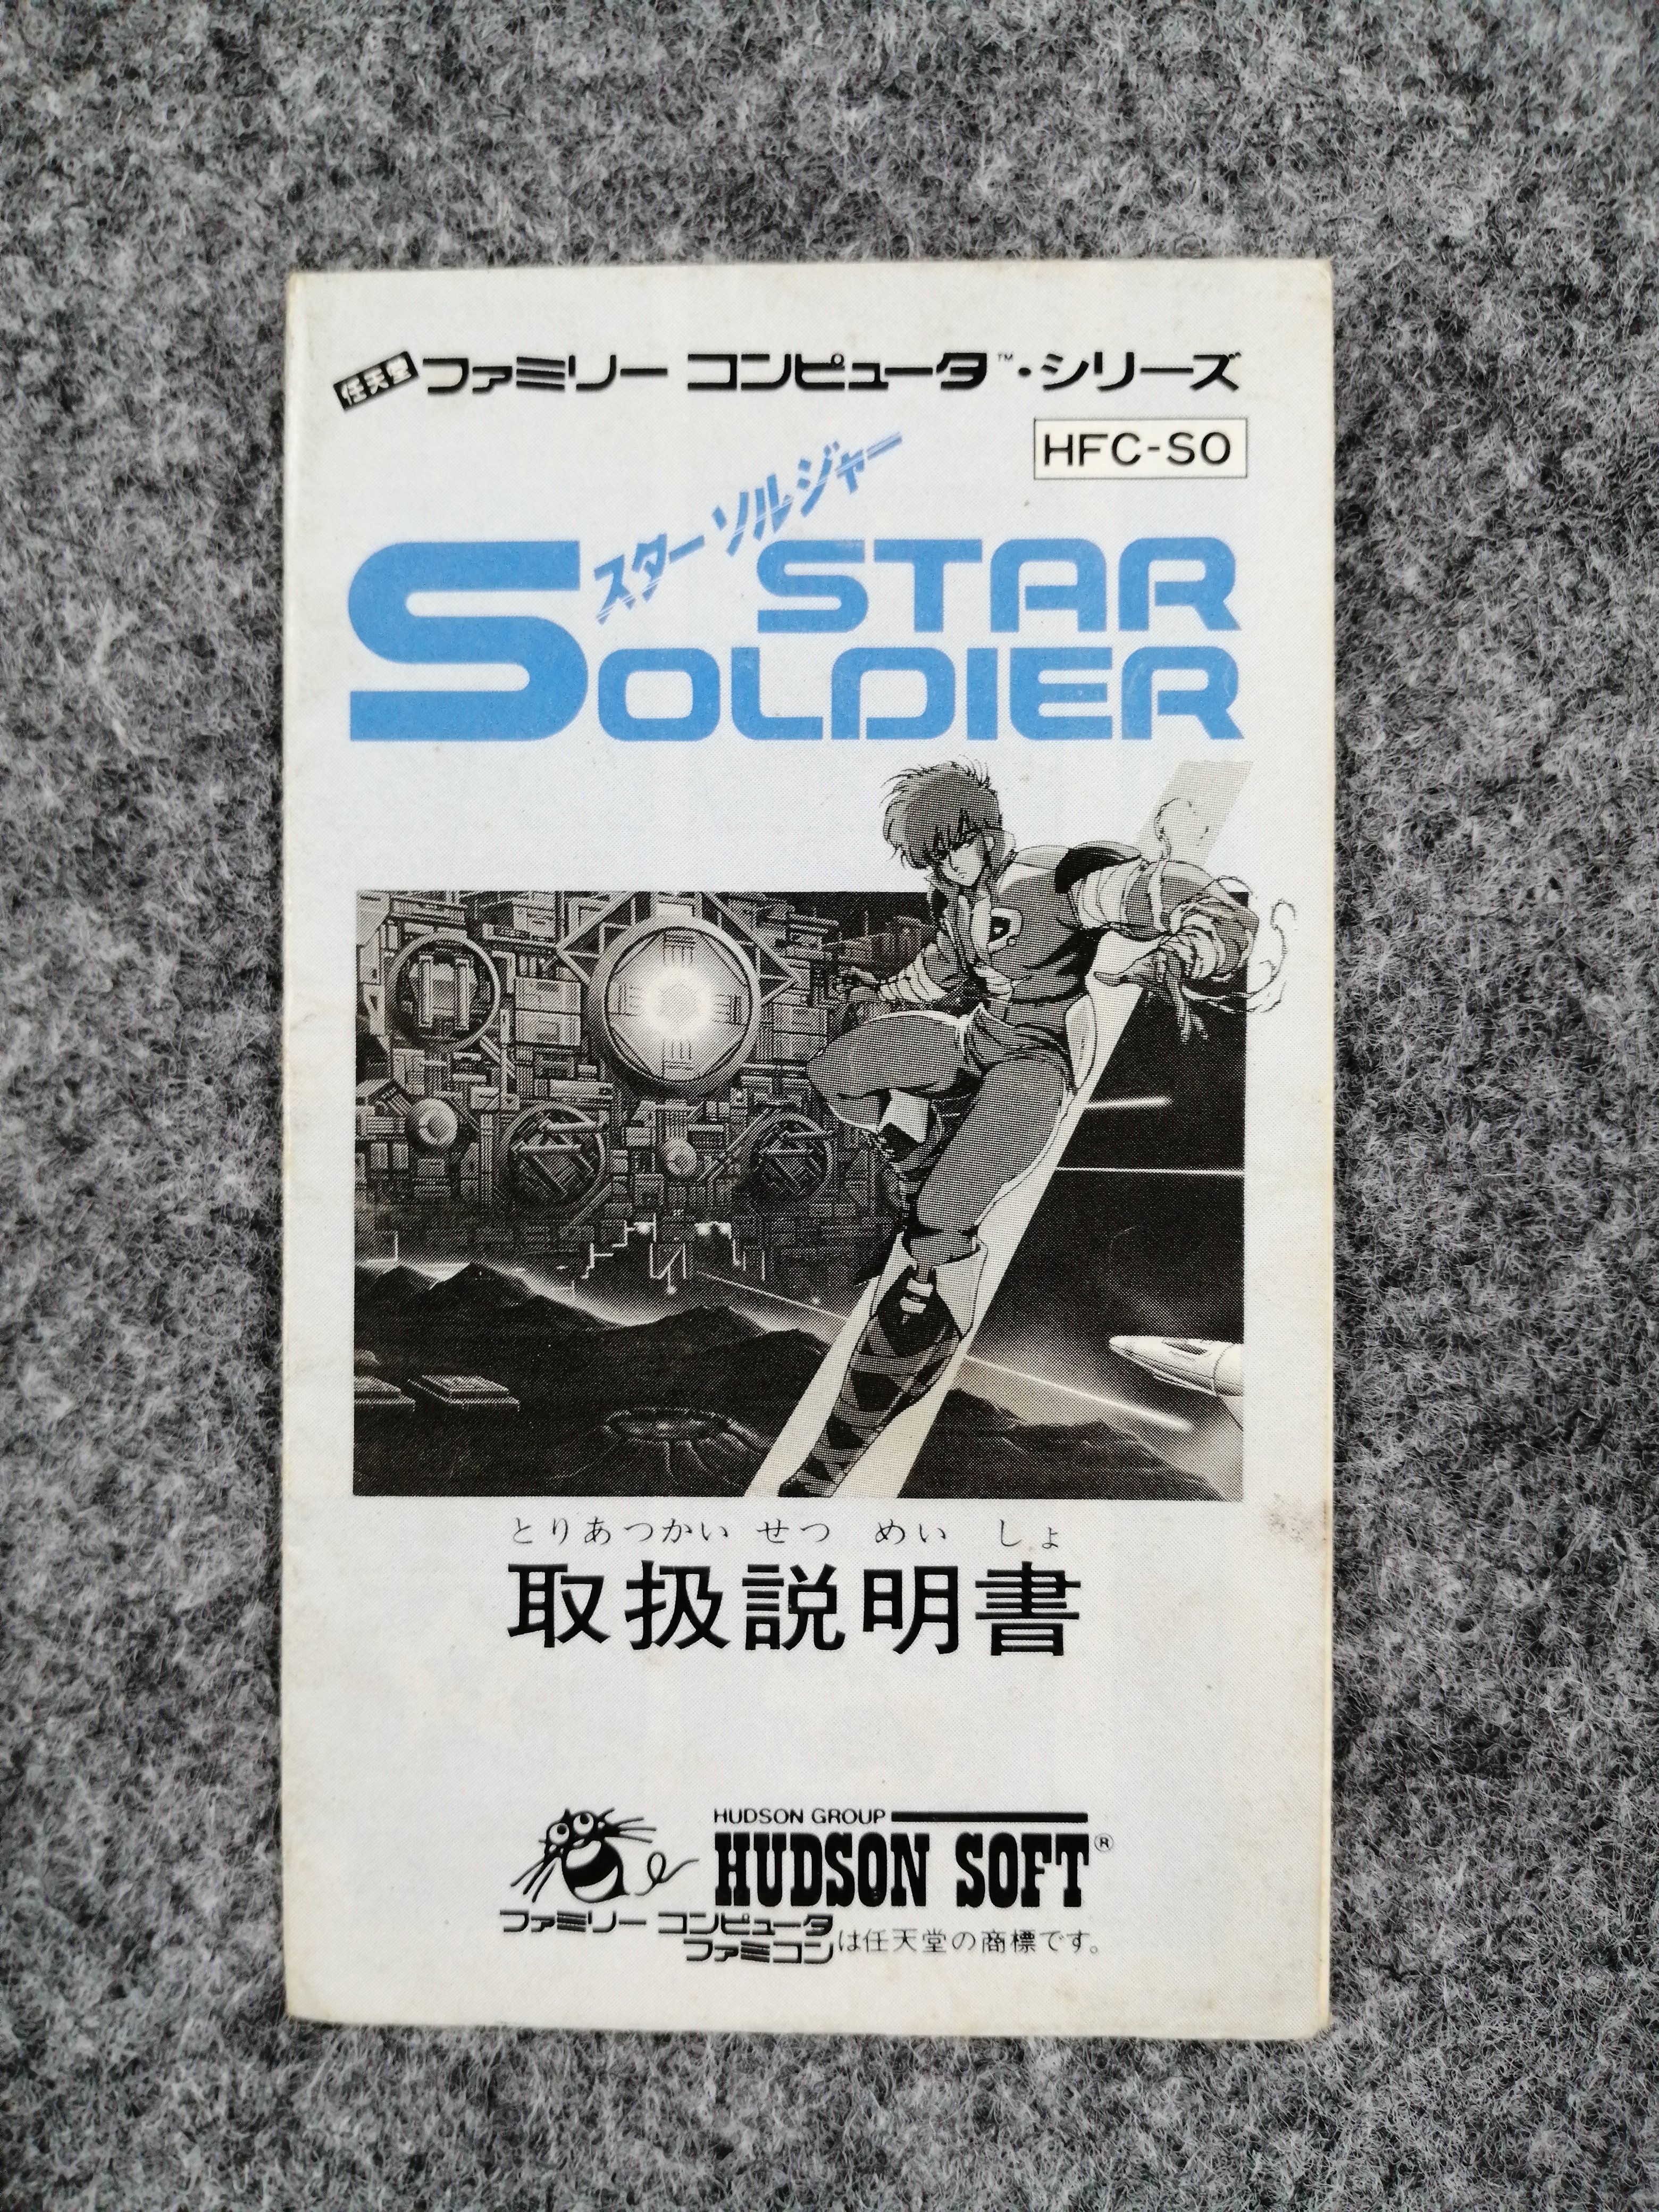 任天堂 ファミリー コンピュータ™・シリーズ
HFC-SO
スター ソルジャー
STAR
SOLDIER
とりあつかい せつ めい しょ
取扱説明書
HUDSON GROUP
HUDSON SOFT®
ファミリー コンピュータ
ファミコン は任天堂の商標です。